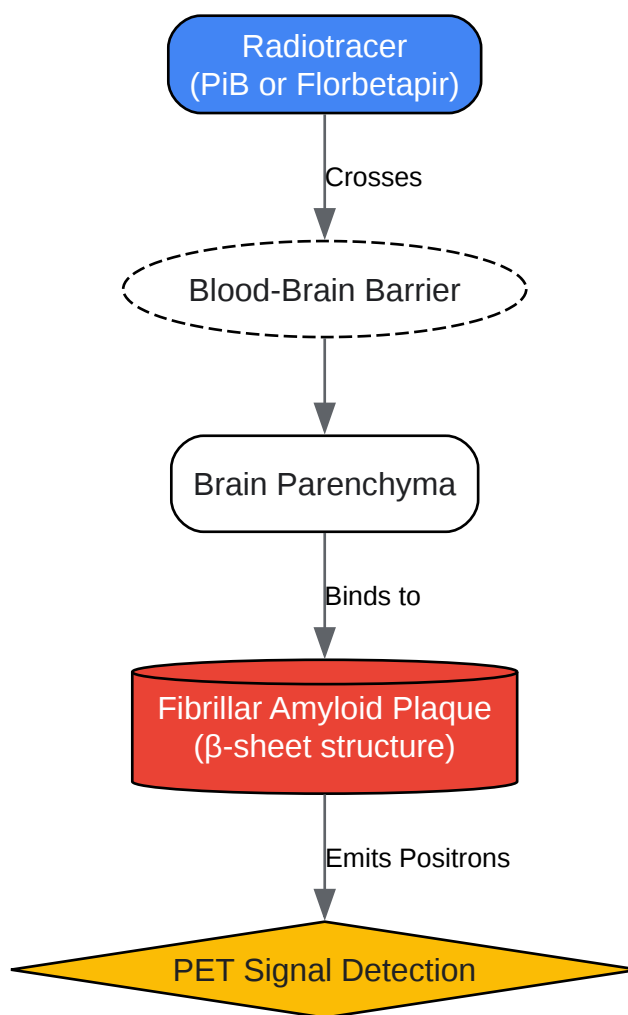 Radiotracer
(PiB or Florbetapir)
Crosses
Blood-Brain Barrier
Brain Parenchyma
Binds to
Fibrillar Amyloid Plaque
(β-sheet structure)
Emits Positrons
PET Signal Detection